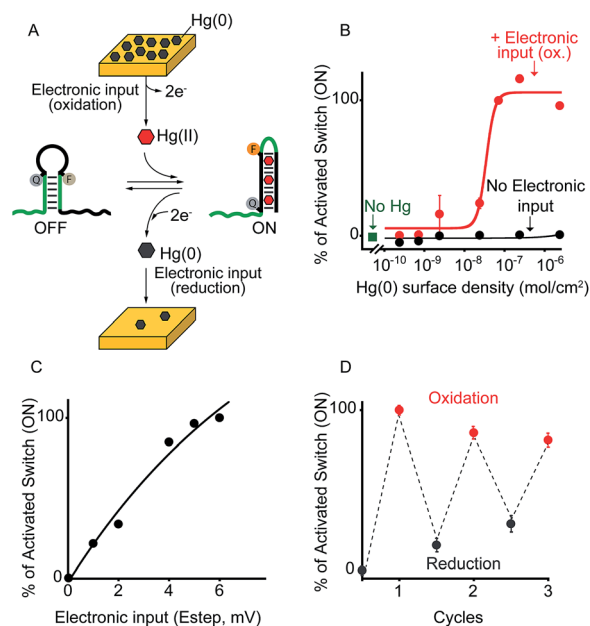 A
Hg(0)
Electronic input
(oxidation)
2e-
Hg(II)
Q
F
OFF
F
Q
ON
2e-
Hg(0)
Electronic input
(reduction)
B
+ Electronic
input (ox.)
% of Activated Switch (ON)
100
0
No Hg
No Electronic
input
10-10
10-9
10-8
10-7
10-6
Hg(0) surface density (mol/cm2)
C
% of Activated Switch (ON)
100
0
0
2
4
6
Electronic input (Estep, mV)
D
% of Activated Switch (ON)
100
0
Oxidation
Reduction
1
2
3
Cycles